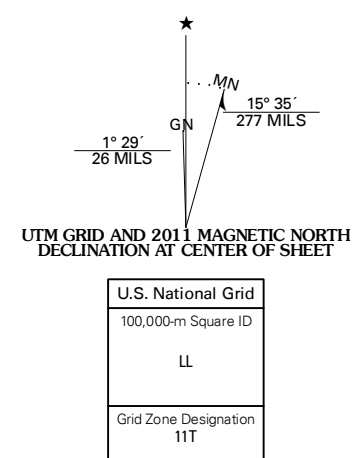 ★
MN
GN
15° 35´
277 MILS
1° 29´
26 MILS
UTM GRID AND 2011 MAGNETIC NORTH
DECLINATION AT CENTER OF SHEET
U.S. National Grid
100,000-m Square ID
LL
Grid Zone Designation
11T